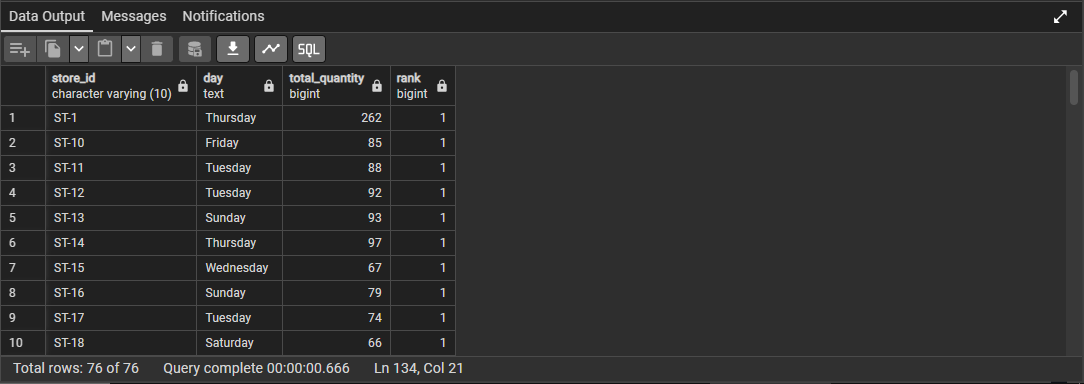 Data Output Messages Notifications
SQL
store_id day total_quantity rank
character varying (10) text bigint bigint
1 ST-1 Thursday 262 1
2 ST-10 Friday 85 1
3 ST-11 Tuesday 88 1
4 ST-12 Tuesday 92 1
5 ST-13 Sunday 93 1
6 ST-14 Thursday 97 1
7 ST-15 Wednesday 67 1
8 ST-16 Sunday 79 1
9 ST-17 Tuesday 74 1
10 ST-18 Saturday 66 1
Total rows: 76 of 76 Query complete 00:00:00.666 Ln 134, Col 21